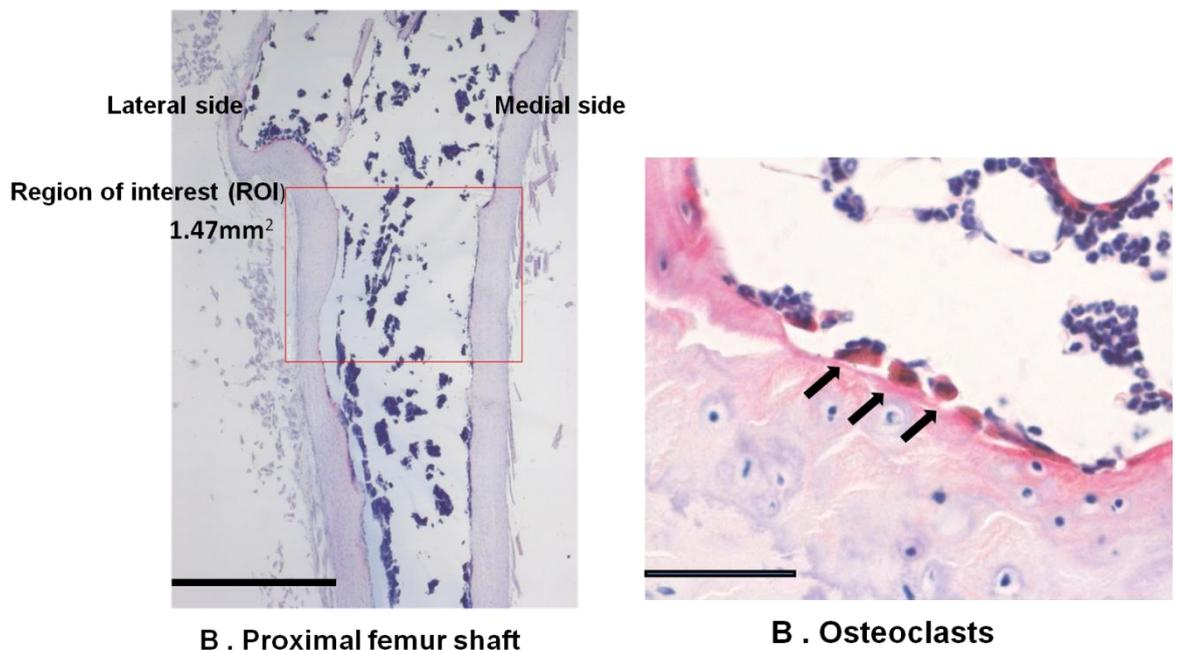 Lateral side
Medial side
Region of interest (ROI)
1.47mm²
B . Proximal femur shaft
B . Osteoclasts